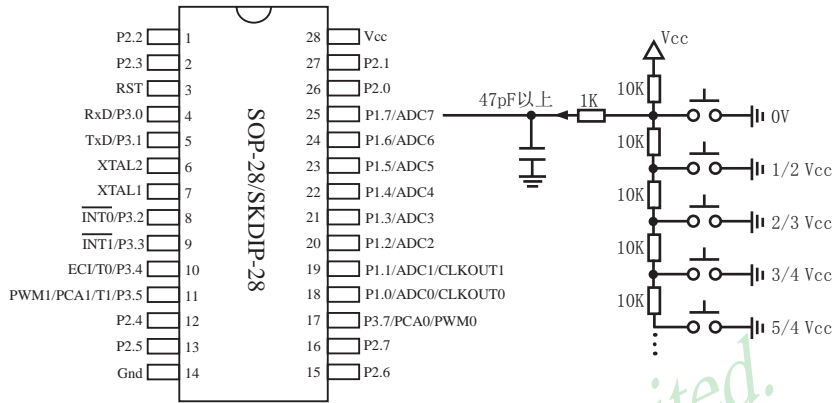 P2.2 1 28 Vcc
P2.3 2 27 P2.1
RST 3 26 P2.0
RxD/P3.0 4 25 P1.7/ADC7
TxD/P3.1 5 24 P1.6/ADC6
XTAL2 6 23 P1.5/ADC5
XTAL1 7 22 P1.4/ADC4
INT0/P3.2 8 21 P1.3/ADC3
INT1/P3.3 9 20 P1.2/ADC2
ECI/T0/P3.4 10 19 P1.1/ADC1/CLKOUT1
PWM1/PCA1/T1/P3.5 11 18 P1.0/ADC0/CLKOUT0
P2.4 12 17 P3.7/PCA0/PWM0
P2.5 13 16 P2.7
Gnd 14 15 P2.6
SOP-28/SKDIP-28
47pF以上
1K
Vcc
10K
0V
10K
1/2 Vcc
10K
2/3 Vcc
10K
3/4 Vcc
10K
5/4 Vcc